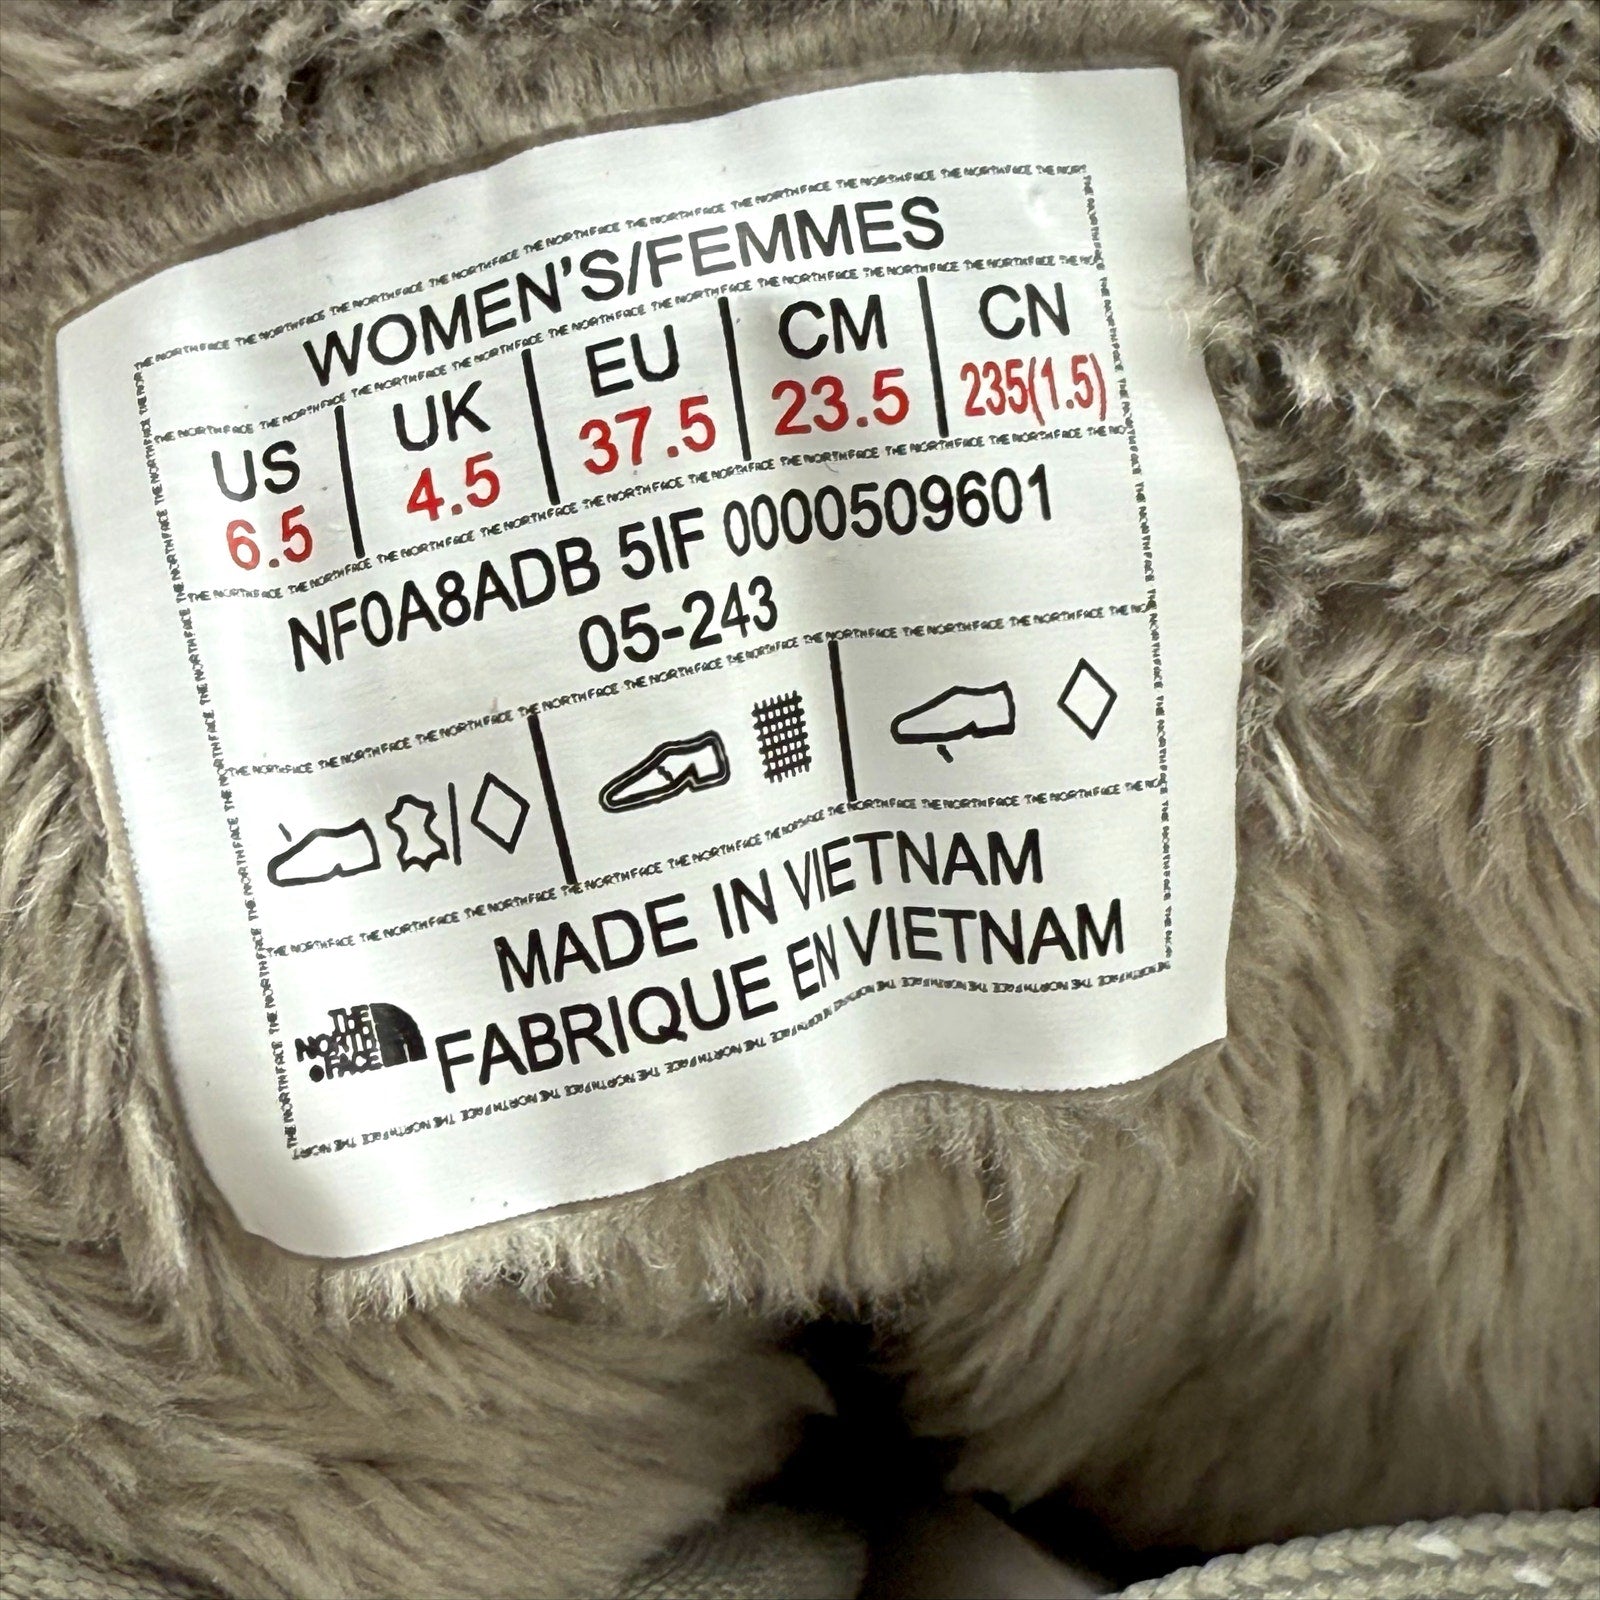 WOMEN'S/FEMMES
US UK EU CM CN
6.5 4.5 37.5 23.5 235(1.5)
NF0A8ADB 5IF 0000509601
05-243
MADE IN VIETNAM
FABRIQUE EN VIETNAM
THE
NORTH
FACE